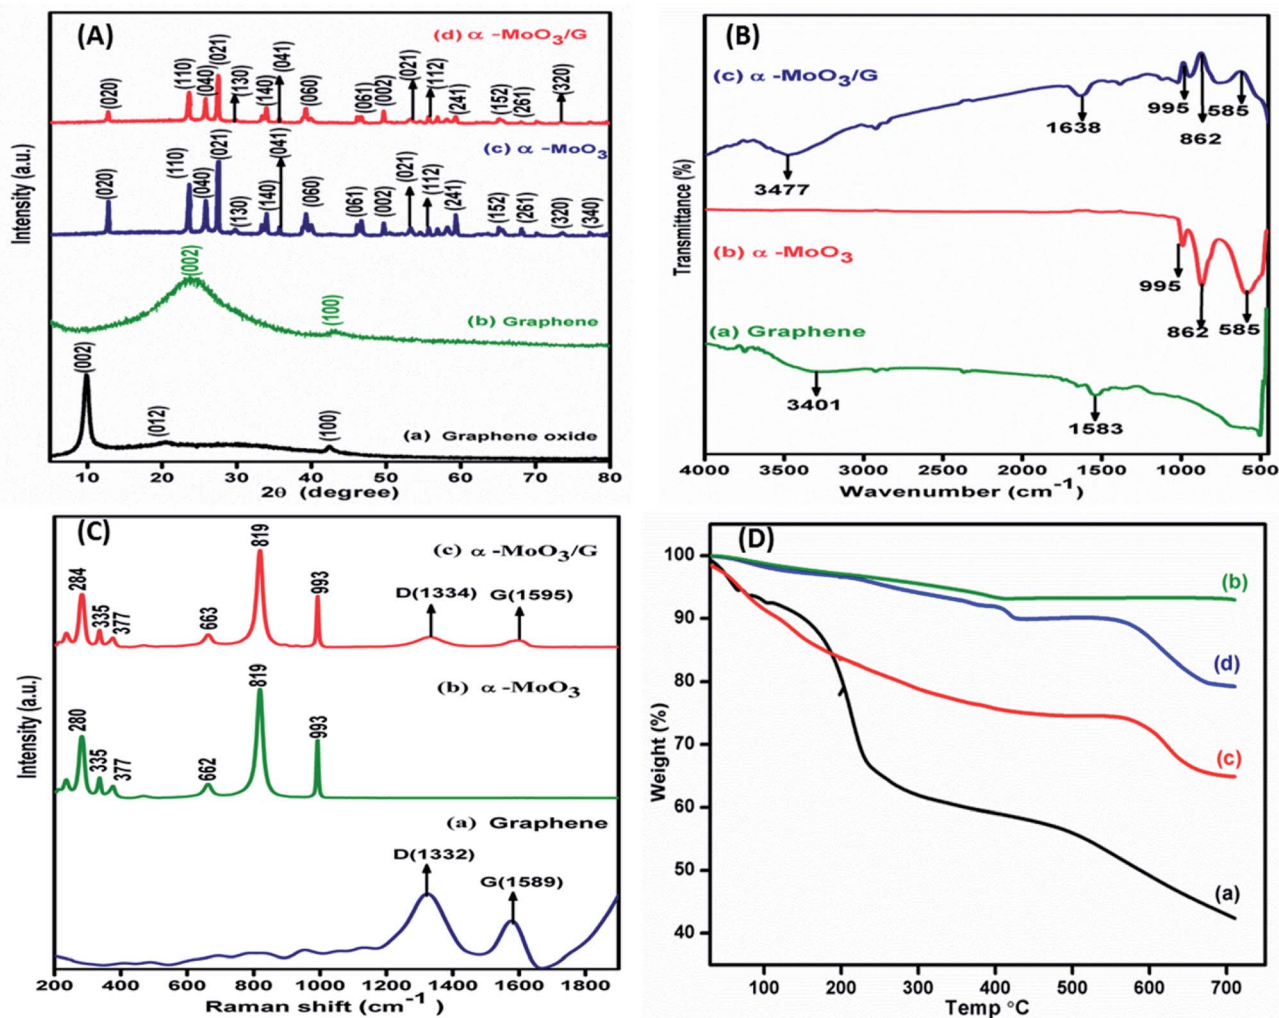 (A)
(d) α -MoO3/G
(020)
(110)
(040)
(021)
(130)
(140)
(041)
(060)
(061)
(002)
(021)
(112)
(241)
(152)
(261)
(320)
(c) α -MoO3
(020)
(110)
(040)
(021)
(130)
(140)
(041)
(060)
(061)
(002)
(021)
(112)
(241)
(152)
(261)
(320)
(340)
(002)
(100)
(b) Graphene
(002)
(012)
(100)
(a) Graphene oxide
Intensity (a.u.)
10 20 30 40 50 60 70 80
2θ (degree)
(B)
(c) α -MoO3/G
3477
1638
995
862
585
(b) α -MoO3
995
862
585
(a) Graphene
3401
1583
Transmittance (%)
4000 3500 3000 2500 2000 1500 1000 500
Wavenumber (cm-1)
(C)
(c) α -MoO3/G
284
335
377
663
819
993
D(1334)
G(1595)
(b) α -MoO3
280
335
377
662
819
993
(a) Graphene
D(1332)
G(1589)
Intensity (a.u.)
200 400 600 800 1000 1200 1400 1600 1800
Raman shift (cm-1)
(D)
100
90
80
70
60
50
40
(b)
(d)
(c)
(a)
Weight (%)
100 200 300 400 500 600 700
Temp °C